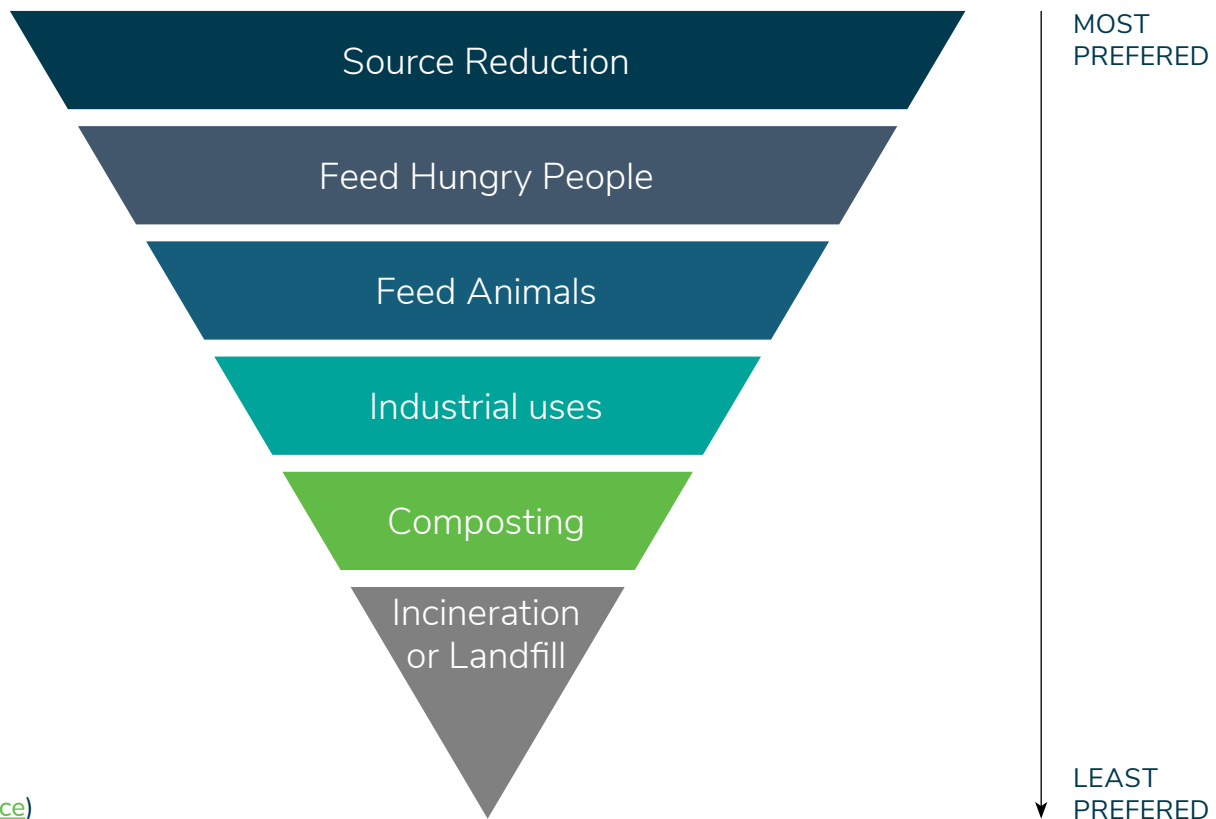 Source Reduction
Feed Hungry People
Feed Animals
Industrial uses
Composting
Incineration
or Landfill
MOST
PREFERED
LEAST
PREFERED
ce)